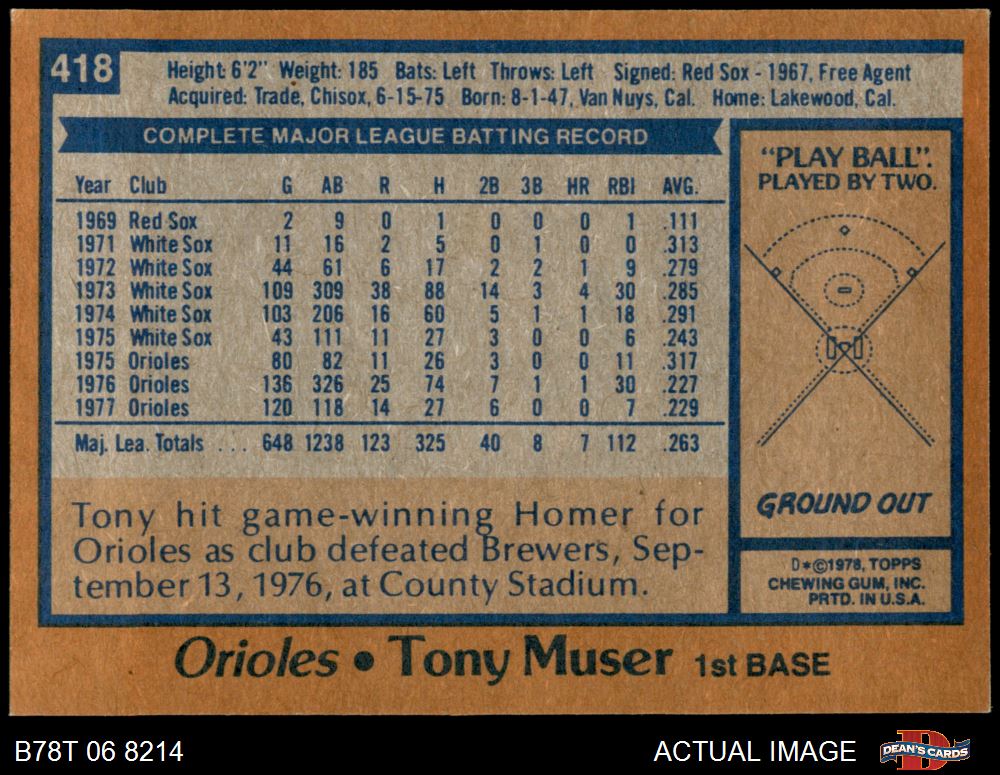 418
Height: 6'2" Weight: 185 Bats: Left Throws: Left Signed: Red Sox - 1967, Free Agent
Acquired: Trade, Chisox, 6-15-75 Born: 8-1-47, Van Nuys, Cal. Home: Lakewood, Cal.
COMPLETE MAJOR LEAGUE BATTING RECORD
Year Club G AB R H 2B 3B HR RBI AVG.
1969 Red Sox 2 9 0 1 0 0 0 1 .111
1971 White Sox 11 16 2 5 0 1 0 0 .313
1972 White Sox 44 61 6 17 2 2 1 9 .279
1973 White Sox 109 309 38 88 14 3 4 30 .285
1974 White Sox 103 206 16 60 5 1 1 18 .291
1975 White Sox 43 111 11 27 3 0 0 6 .243
1975 Orioles 80 82 11 26 3 0 0 11 .317
1976 Orioles 136 326 25 74 7 1 1 30 .227
1977 Orioles 120 118 14 27 6 0 0 7 .229
Maj. Lea. Totals . . . 648 1238 123 325 40 8 7 112 .263
Tony hit game-winning Homer for
Orioles as club defeated Brewers, Sep-
tember 13, 1976, at County Stadium.
"PLAY BALL".
PLAYED BY TWO.
GROUND OUT
D*©1978, TOPPS
CHEWING GUM, INC.
PRTD. IN U.S.A.
Orioles • Tony Muser 1st BASE
B78T 06 8214 ACTUAL IMAGE DEAN'S CARDS